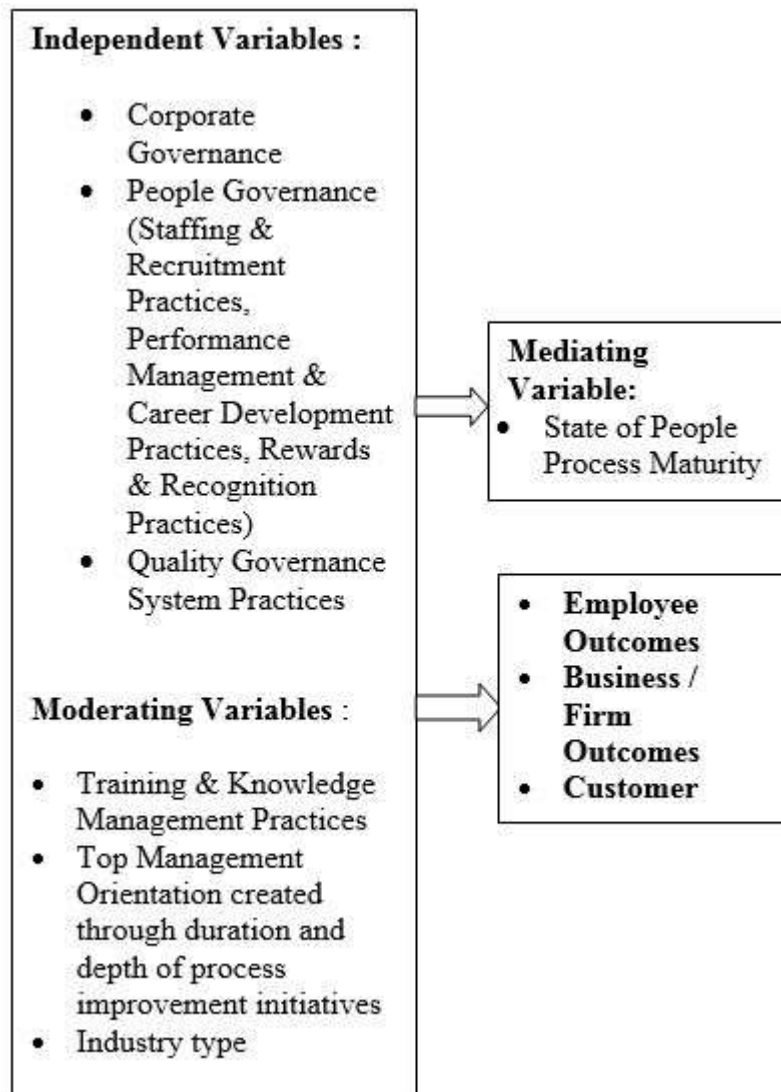 Independent Variables :
• Corporate
Governance
• People Governance
(Staffing &
Recruitment
Practices,
Performance
Management &
Career Development
Practices, Rewards
& Recognition
Practices)
• Quality Governance
System Practices
Moderating Variables :
• Training & Knowledge
Management Practices
• Top Management
Orientation created
through duration and
depth of process
improvement initiatives
• Industry type
Mediating
Variable:
• State of People
Process Maturity
• Employee
Outcomes
• Business /
Firm
Outcomes
• Customer